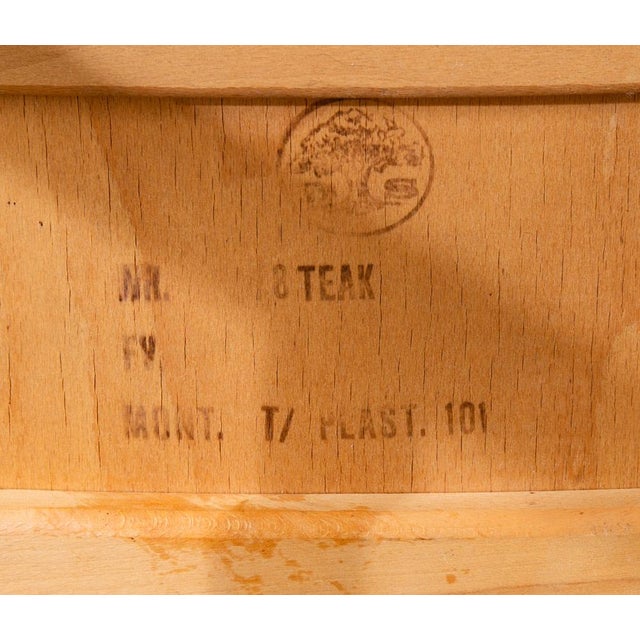 NR. 8 TEAK
FV.
MONT. T/ PLAST. 101